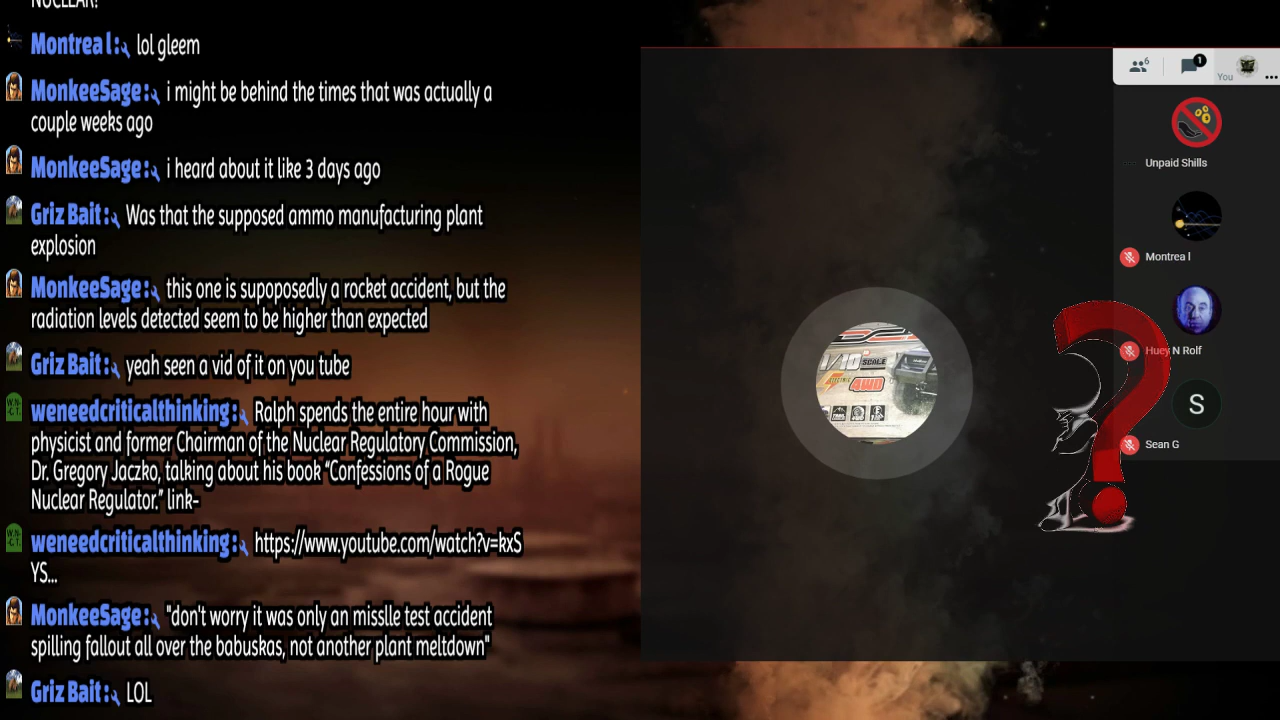 NUCLEAR!
Montrea l: lol gleem
MonkeeSage: i might be behind the times that was actually a
couple weeks ago
MonkeeSage: i heard about it like 3 days ago
Griz Bait: Was that the supposed ammo manufacturing plant
explosion
MonkeeSage: this one is supoposedly a rocket accident, but the
radiation levels detected seem to be higher than expected
Griz Bait: yeah seen a vid of it on you tube
weneedcriticalthinking: Ralph spends the entire hour with
physicist and former Chairman of the Nuclear Regulatory Commission,
Dr. Gregory Jaczko, talking about his book “Confessions of a Rogue
Nuclear Regulator.” link-
weneedcriticalthinking: https://www.youtube.com/watch?v=kxS
YS...
MonkeeSage: "don't worry it was only an missile test accident
spilling fallout all over the babuskas, not another plant meltdown"
Griz Bait: LOL
6
1
You
Unpaid Shills
Montrea l
Huey N Rolf
S
Sean G
?
1/10 SCALE
ELECTRIC 4WD